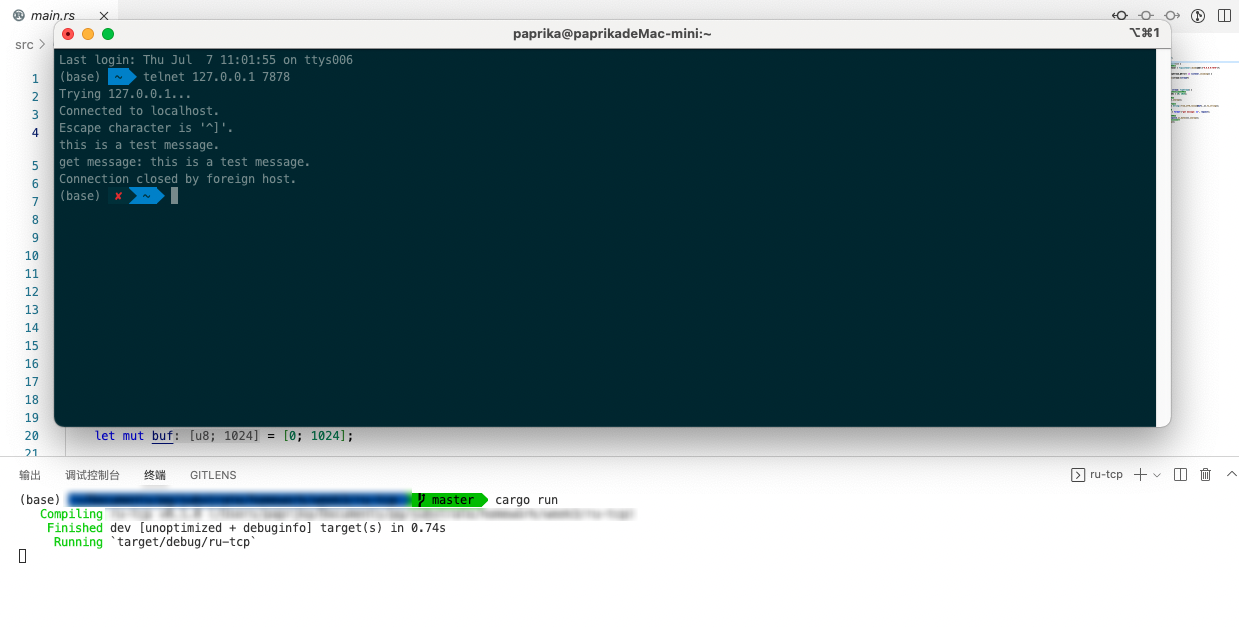 main.rs
paprika@paprikadeMac-mini:~
⌥⌘1
src
Last login: Thu Jul  7 11:01:55 on ttys006
(base) ~ telnet 127.0.0.1 7878
Trying 127.0.0.1...
Connected to localhost.
Escape character is '^]'.
this is a test message.
get message: this is a test message.
Connection closed by foreign host.
(base) ✘ ~
1
2
3
4
5
6
7
8
9
10
11
12
13
14
15
16
17
18
19
20 let mut buf: [u8; 1024] = [0; 1024];
21
输出 调试控制台 终端 GITLENS ru-tcp
(base) master cargo run
Compiling
Finished dev [unoptimized + debuginfo] target(s) in 0.74s
Running `target/debug/ru-tcp`